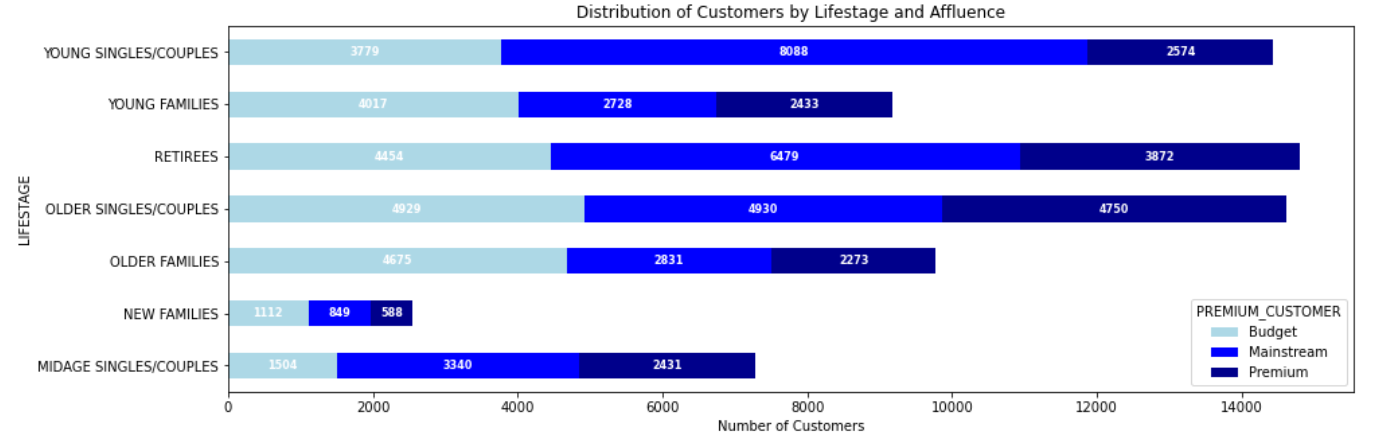 Distribution of Customers by Lifestage and Affluence
LIFESTAGE
YOUNG SINGLES/COUPLES 3779 8088 2574
YOUNG FAMILIES 4017 2728 2433
RETIREES 4454 6479 3872
OLDER SINGLES/COUPLES 4929 4930 4750
OLDER FAMILIES 4675 2831 2273
NEW FAMILIES 1112 849 588
MIDAGE SINGLES/COUPLES 1504 3340 2431
PREMIUM_CUSTOMER
Budget
Mainstream
Premium
0 2000 4000 6000 8000 10000 12000 14000
Number of Customers